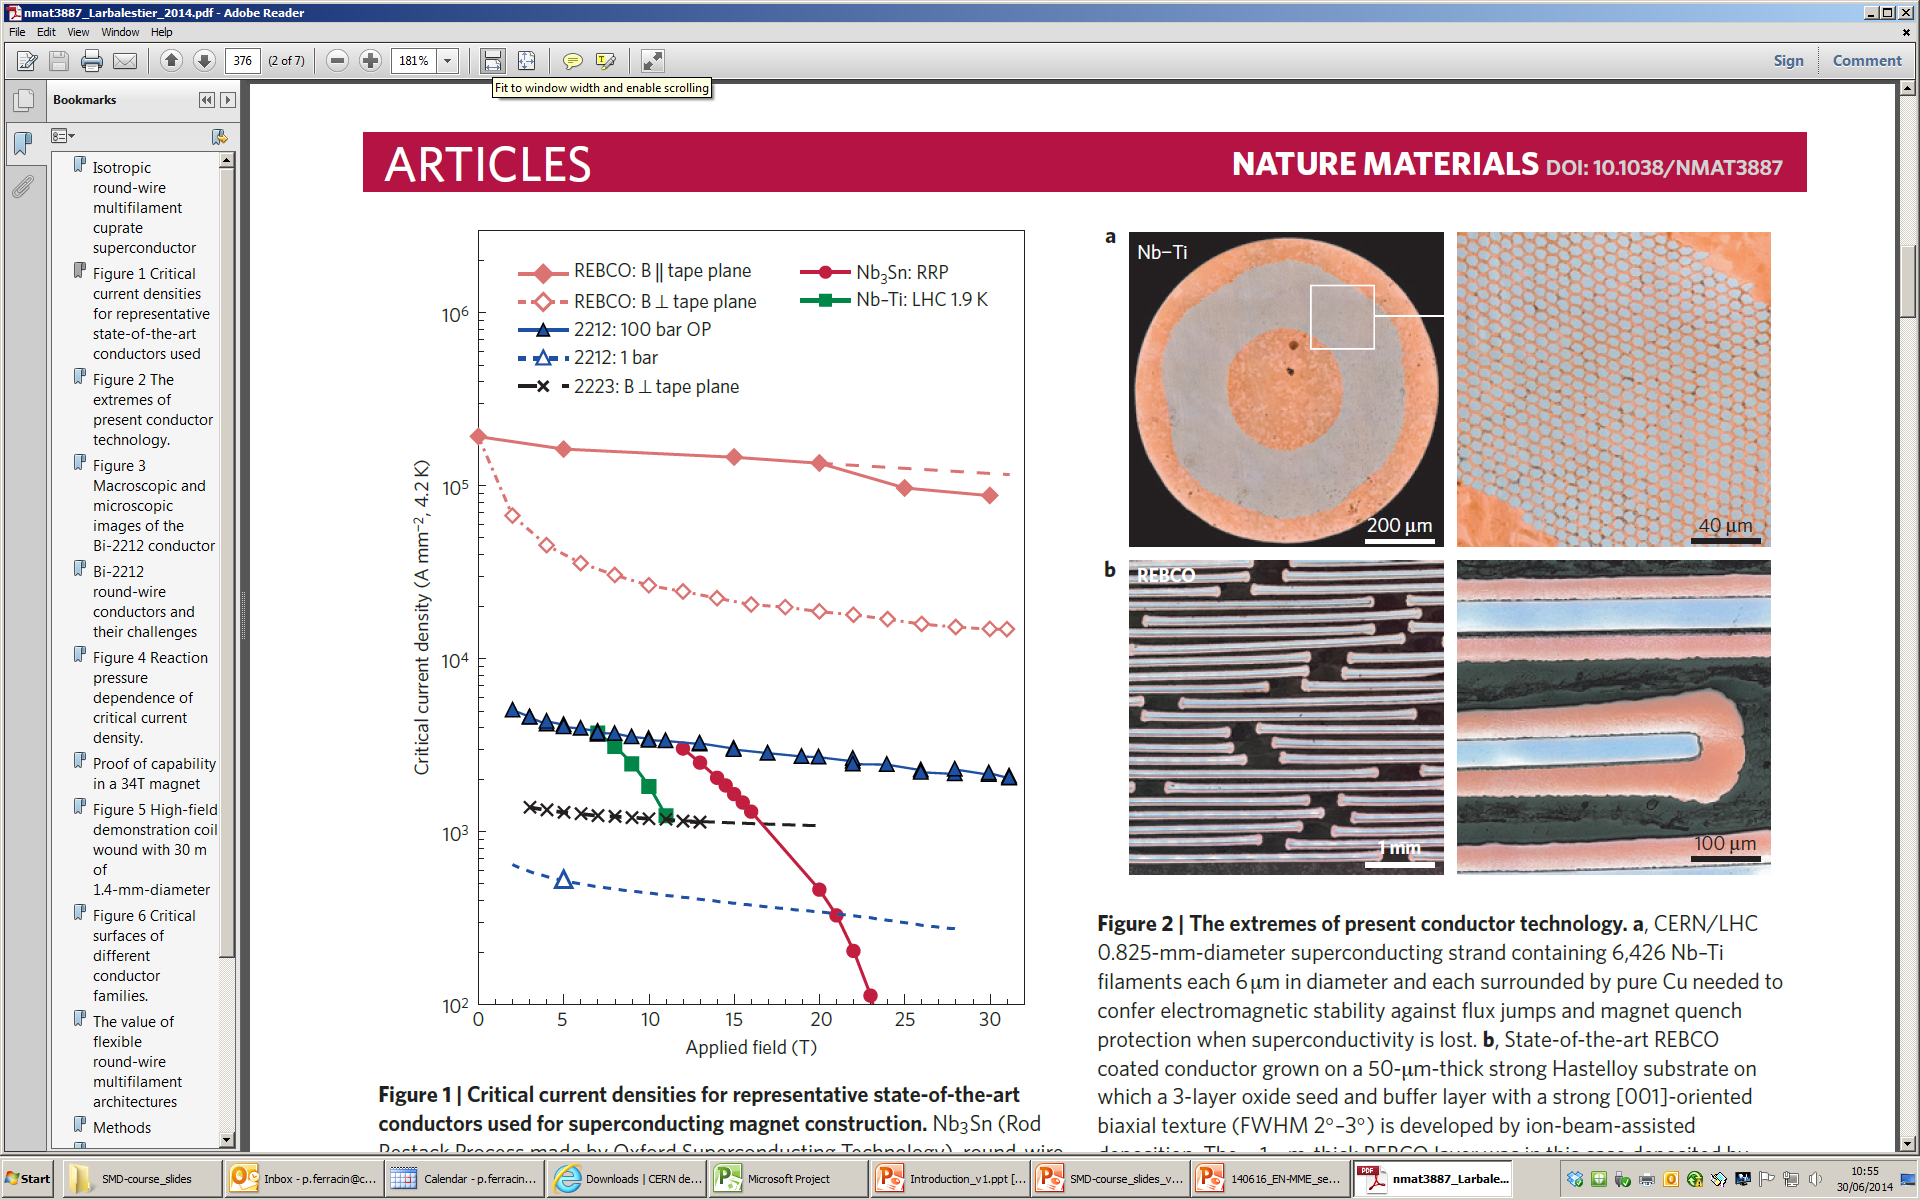 nmat3887_Larbalestier_2014.pdf - Adobe Reader
File Edit View Window Help
376 (2 of 7) 181% Sign Comment
Fit to window width and enable scrolling
Bookmarks
Isotropic
round-wire
multifilament
cuprate
superconductor
Figure 1 Critical
current densities
for representative
state-of-the-art
conductors used
Figure 2 The
extremes of
present conductor
technology.
Figure 3
Macroscopic and
microscopic
images of the
Bi-2212 conductor
Bi-2212
round-wire
conductors and
their challenges
Figure 4 Reaction
pressure
dependence of
critical current
density.
Proof of capability
in a 34T magnet
Figure 5 High-field
demonstration coil
wound with 30 m
of
1.4-mm-diameter
Figure 6 Critical
surfaces of
different
conductor
families.
The value of
flexible
round-wire
multifilament
architectures
Methods
ARTICLES
NATURE MATERIALS DOI: 10.1038/NMAT3887
REBCO: B || tape plane
REBCO: B ⊥ tape plane
2212: 100 bar OP
2212: 1 bar
2223: B ⊥ tape plane
Nb₃Sn: RRP
Nb–Ti: LHC 1.9 K
Critical current density (A mm⁻², 4.2 K)
10⁶
10⁵
10⁴
10³
10²
0 5 10 15 20 25 30
Applied field (T)
Figure 1 | Critical current densities for representative state-of-the-art
conductors used for superconducting magnet construction. Nb₃Sn (Rod
Restack Process made by Oxford Superconducting Technology), round-wire
a
Nb–Ti
200 µm
40 µm
b
REBCO
1 mm
100 µm
Figure 2 | The extremes of present conductor technology. a, CERN/LHC
0.825-mm-diameter superconducting strand containing 6,426 Nb–Ti
filaments each 6 µm in diameter and each surrounded by pure Cu needed to
confer electromagnetic stability against flux jumps and magnet quench
protection when superconductivity is lost. b, State-of-the-art REBCO
coated conductor grown on a 50-µm-thick strong Hastelloy substrate on
which a 3-layer oxide seed and buffer layer with a strong [001]-oriented
biaxial texture (FWHM 2°–3°) is developed by ion-beam-assisted
Start
SMD-course_slides
Inbox - p.ferracin@c...
Calendar - p.ferracin...
Downloads | CERN de...
Microsoft Project
Introduction_v1.ppt [...
SMD-course_slides_v...
140616_EN-MME_se...
nmat3887_Larbale...
10:55
30/06/2014